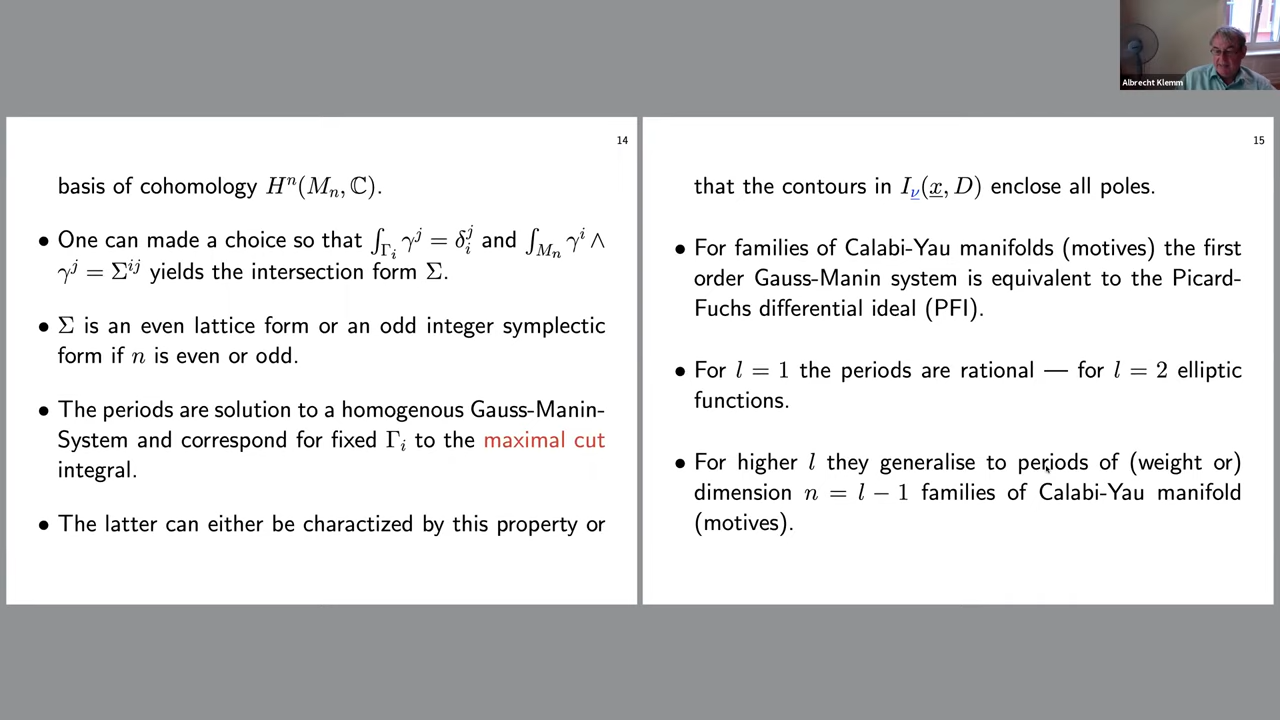 Albrecht Klemm
14
basis of cohomology $H^n(M_n, \mathbb{C})$.
• One can made a choice so that $\int_{\Gamma_i} \gamma^j = \delta_i^j$ and $\int_{M_n} \gamma^i \wedge$
$\gamma^j = \Sigma^{ij}$ yields the intersection form $\Sigma$.
• $\Sigma$ is an even lattice form or an odd integer symplectic
form if $n$ is even or odd.
• The periods are solution to a homogenous Gauss-Manin-
System and correspond for fixed $\Gamma_i$ to the maximal cut
integral.
• The latter can either be charactized by this property or
15
that the contours in $I_{\underline{\nu}}(\underline{x}, D)$ enclose all poles.
• For families of Calabi-Yau manifolds (motives) the first
order Gauss-Manin system is equivalent to the Picard-
Fuchs differential ideal (PFI).
• For $l = 1$ the periods are rational — for $l = 2$ elliptic
functions.
• For higher $l$ they generalise to periods of (weight or)
dimension $n = l - 1$ families of Calabi-Yau manifold
(motives).